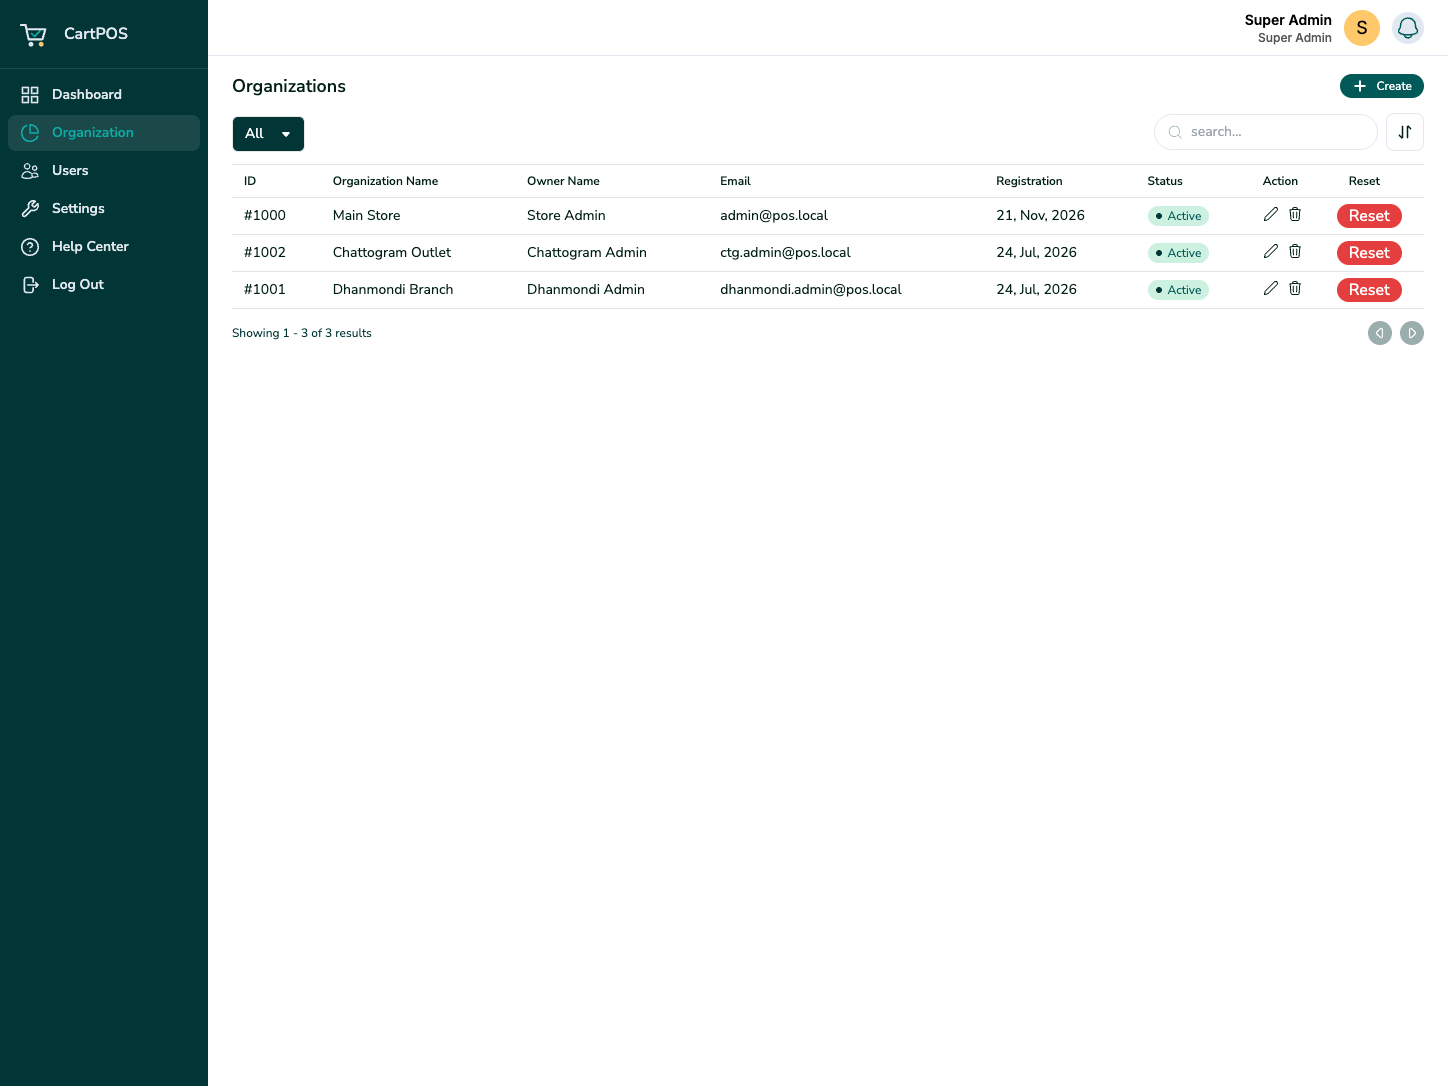 CartPOS
Super Admin
Super Admin
S
Dashboard
Organization
Users
Settings
Help Center
Log Out
Organizations
Create
All
search...
ID Organization Name Owner Name Email Registration Status Action Reset
#1000 Main Store Store Admin admin@pos.local 21, Nov, 2026 Active Reset
#1002 Chattogram Outlet Chattogram Admin ctg.admin@pos.local 24, Jul, 2026 Active Reset
#1001 Dhanmondi Branch Dhanmondi Admin dhanmondi.admin@pos.local 24, Jul, 2026 Active Reset
Showing 1 - 3 of 3 results